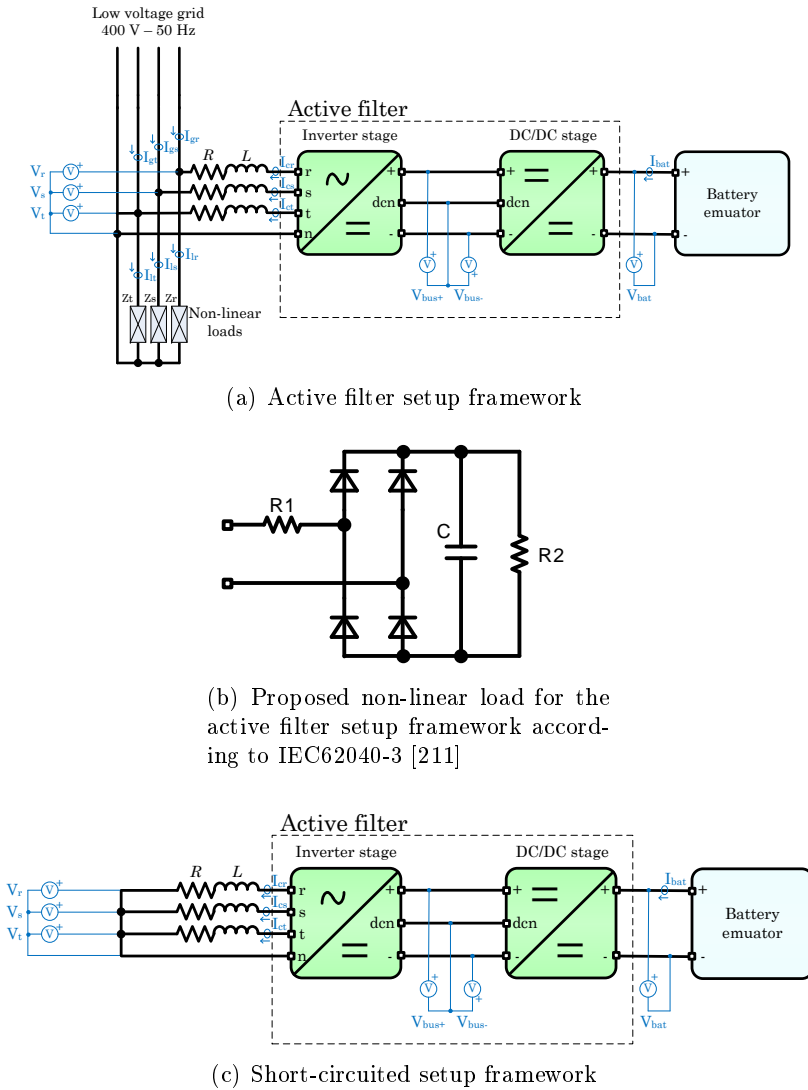 Low voltage grid
400 V – 50 Hz
Active filter
Inverter stage
DC/DC stage
Igr
Igs
Igt
R
L
Vr
Vs
Vt
V
+
V
+
V
+
Icr
Ics
Ict
r
s
t
n
+
dcn
-
+
dcn
-
+
-
Ibat
+
-
Battery
emuator
V
+
V
+
V
+
Vbus+
Vbus-
Vbat
Ilr
Ils
Ilt
Zt
Zs
Zr
Non-linear
loads
(a) Active filter setup framework
R1
C
R2
(b) Proposed non-linear load for the
active filter setup framework accord-
ing to IEC62040-3 [211]
Active filter
Inverter stage
DC/DC stage
R
L
Vr
Vs
Vt
V
+
V
+
V
+
Icr
Ics
Ict
r
s
t
n
+
dcn
-
+
dcn
-
+
-
Ibat
+
-
Battery
emuator
V
+
V
+
V
+
Vbus+
Vbus-
Vbat
(c) Short-circuited setup framework